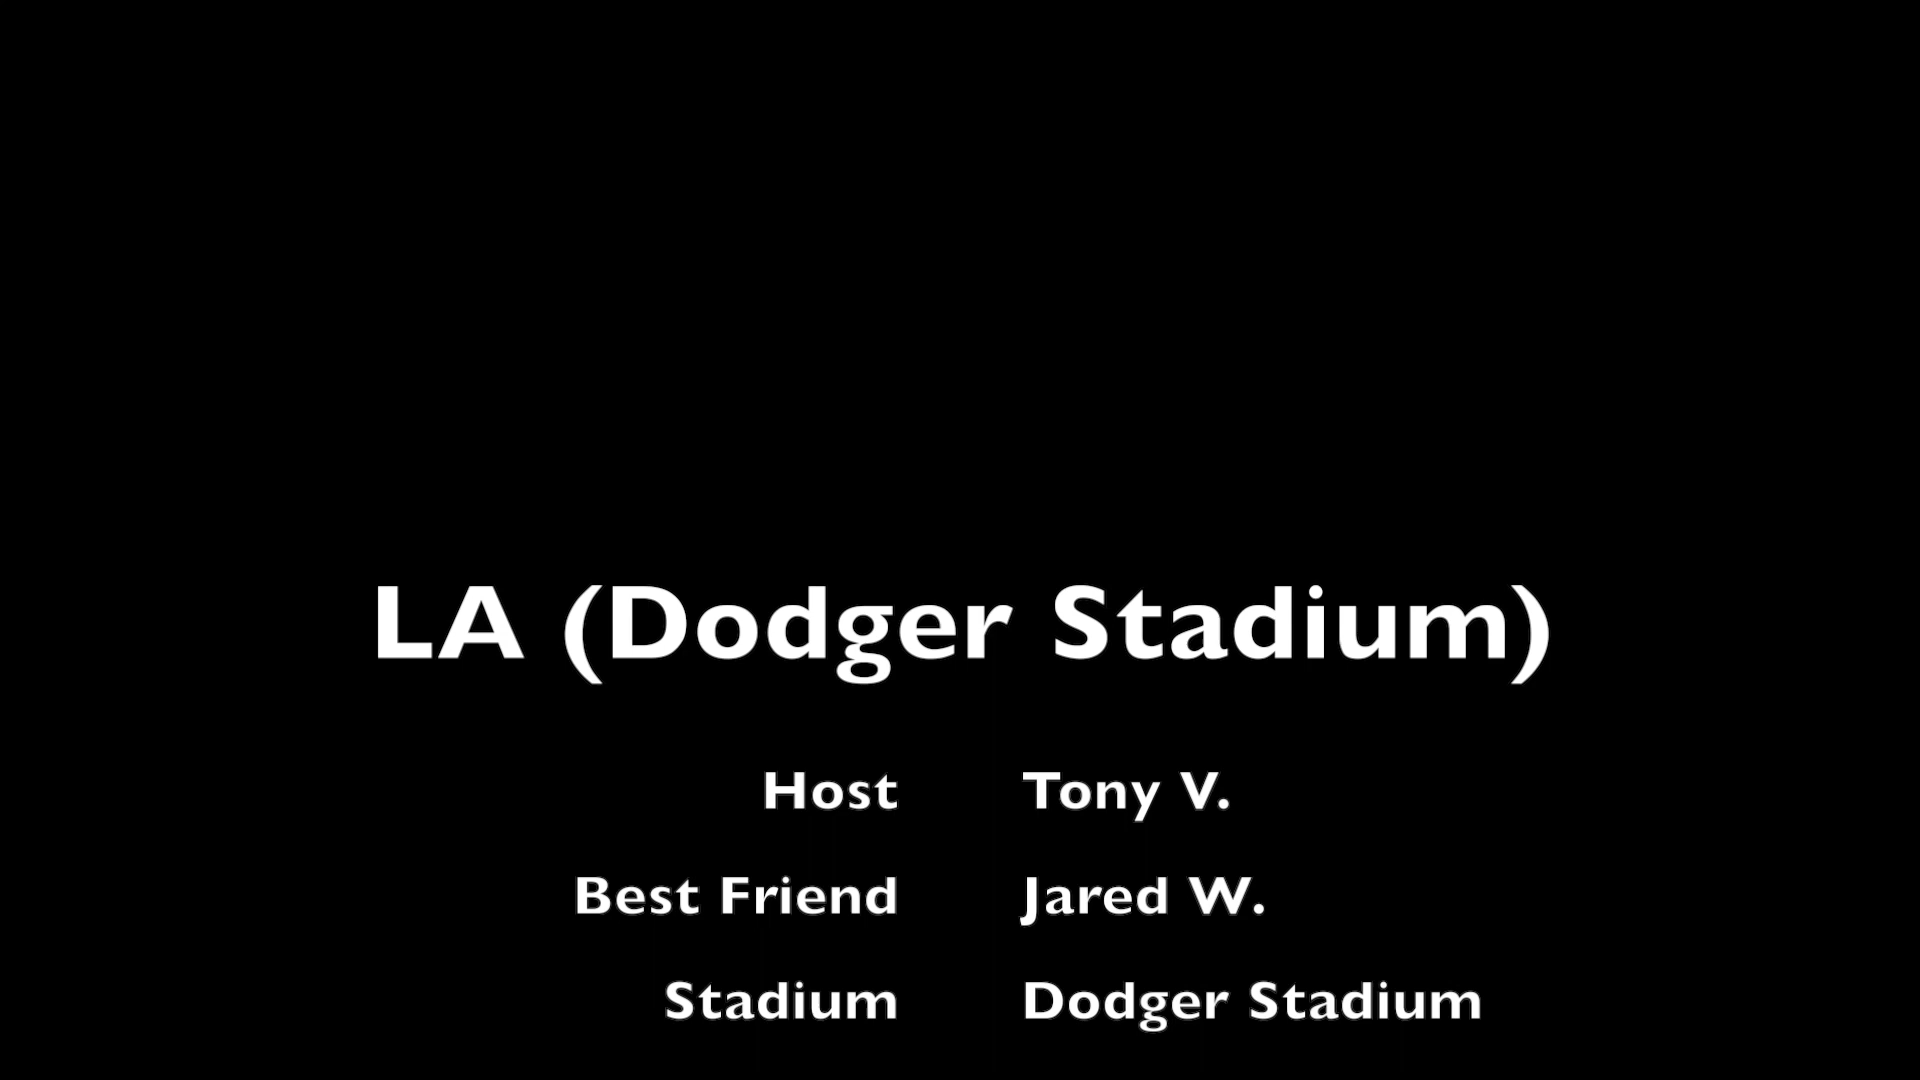 LA (Dodger Stadium)
Host Tony V.
Best Friend Jared W.
Stadium Dodger Stadium